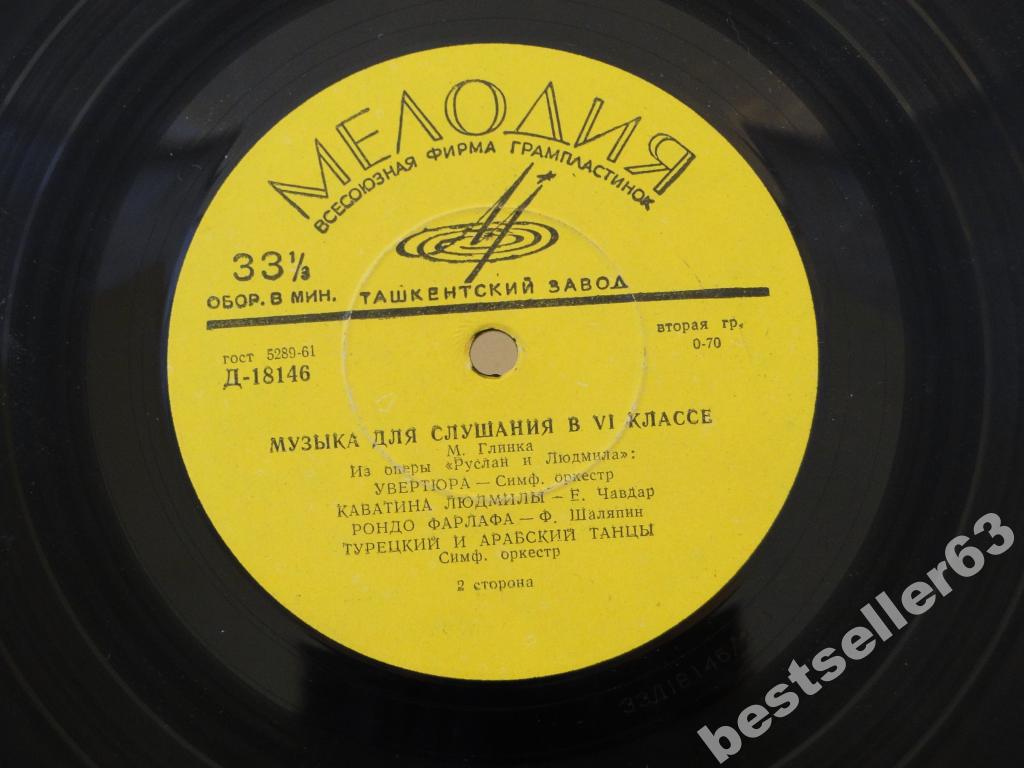 МЕЛОДИЯ
ВСЕСОЮЗНАЯ ФИРМА ГРАМПЛАСТИНОК
33⅓
ОБОР. В МИН. ТАШКЕНТСКИЙ ЗАВОД
гост 5289-61
Д-18146
вторая гр.
0-70
МУЗЫКА ДЛЯ СЛУШАНИЯ В VI КЛАССЕ
М. Глинка
Из оперы «Руслан и Людмила»:
УВЕРТЮРА — Симф. оркестр
КАВАТИНА ЛЮДМИЛЫ — Е. Чавдар
РОНДО ФАРЛАФА — Ф. Шаляпин
ТУРЕЦКИЙ И АРАБСКИЙ ТАНЦЫ
Симф. оркестр
2 сторона
33Д18146/
bestseller63